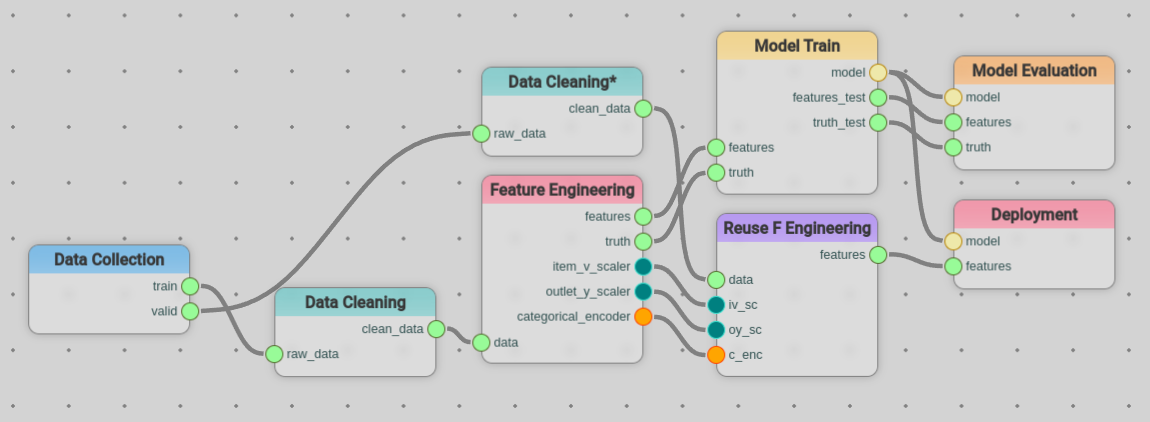 Data Collection
train
valid
Data Cleaning
clean_data
raw_data
Data Cleaning*
clean_data
raw_data
Feature Engineering
features
truth
item_v_scaler
outlet_y_scaler
categorical_encoder
data
Model Train
model
features_test
truth_test
features
truth
Reuse F Engineering
features
data
iv_sc
oy_sc
c_enc
Model Evaluation
model
features
truth
Deployment
model
features